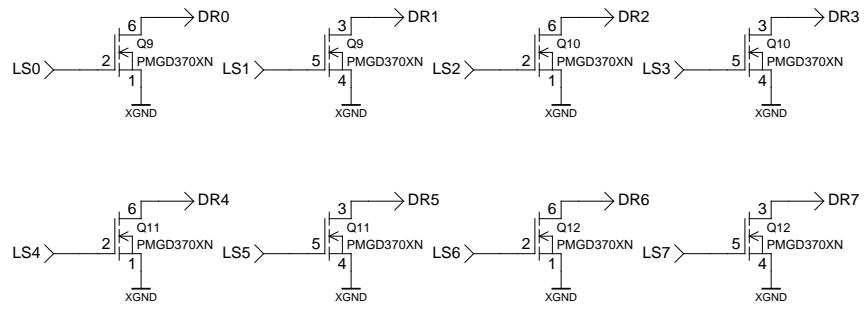 6 DR0 3 DR1 6 DR2 3 DR3
Q9 Q9 Q10 Q10
PMGD370XN PMGD370XN PMGD370XN PMGD370XN
LS0 2 LS1 5 LS2 2 LS3 5
1 4 1 4
XGND XGND XGND XGND
6 DR4 3 DR5 6 DR6 3 DR7
Q11 Q11 Q12 Q12
PMGD370XN PMGD370XN PMGD370XN PMGD370XN
LS4 2 LS5 5 LS6 2 LS7 5
1 4 1 4
XGND XGND XGND XGND